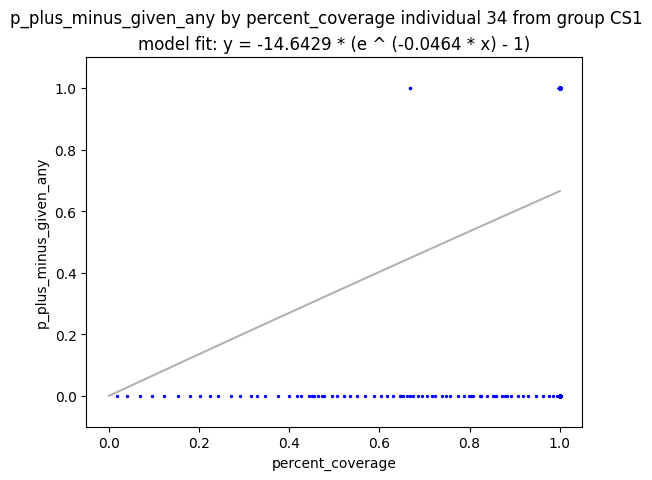 p_plus_minus_given_any by percent_coverage individual 34 from group CS1
model fit: y = -14.6429 * (e ^ (-0.0464 * x) - 1)
p_plus_minus_given_any
1.0
0.8
0.6
0.4
0.2
0.0
0.0 0.2 0.4 0.6 0.8 1.0
percent_coverage